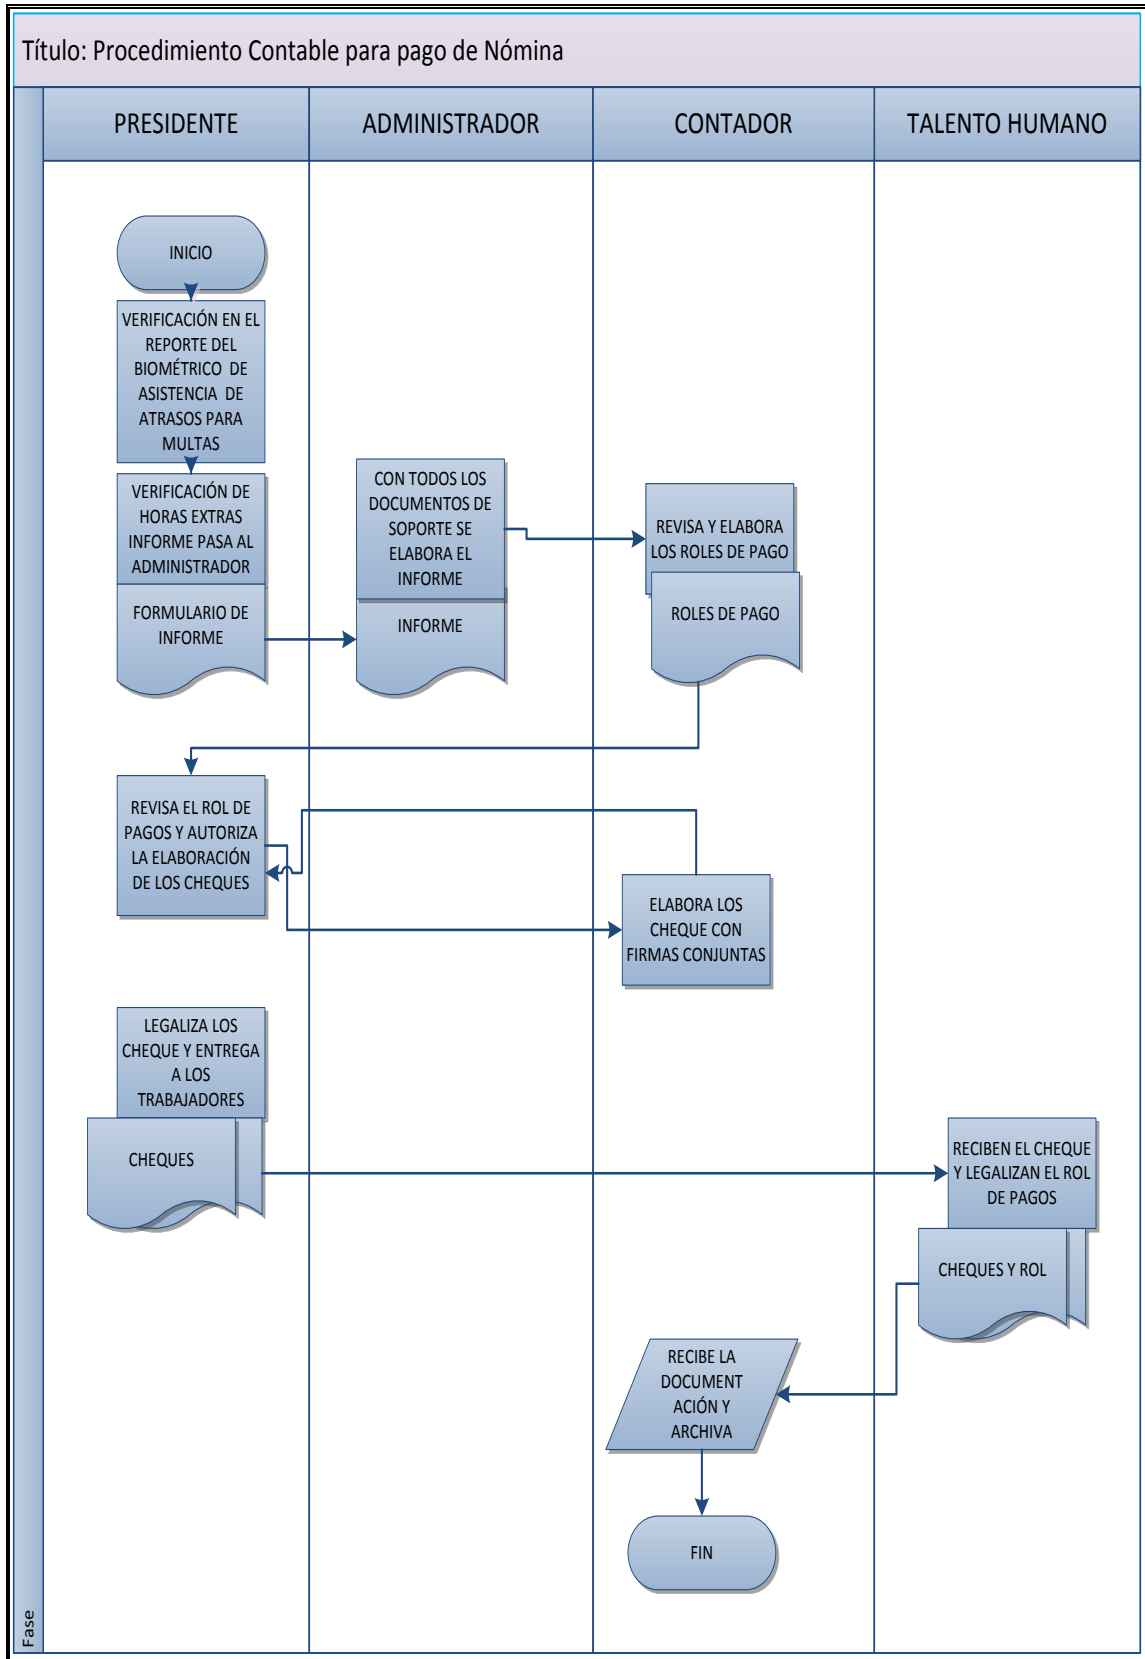 Título: Procedimiento Contable para pago de Nómina
PRESIDENTE
ADMINISTRADOR
CONTADOR
TALENTO HUMANO
INICIO
VERIFICACIÓN EN EL
REPORTE DEL
BIOMÉTRICO DE
ASISTENCIA DE
ATRASOS PARA
MULTAS
VERIFICACIÓN DE
HORAS EXTRAS
INFORME PASA AL
ADMINISTRADOR
FORMULARIO DE
INFORME
CON TODOS LOS
DOCUMENTOS DE
SOPORTE SE
ELABORA EL
INFORME
INFORME
REVISA Y ELABORA
LOS ROLES DE PAGO
ROLES DE PAGO
REVISA EL ROL DE
PAGOS Y AUTORIZA
LA ELABORACIÓN
DE LOS CHEQUES
ELABORA LOS
CHEQUE CON
FIRMAS CONJUNTAS
LEGALIZA LOS
CHEQUE Y ENTREGA
A LOS
TRABAJADORES
CHEQUES
RECIBEN EL CHEQUE
Y LEGALIZAN EL ROL
DE PAGOS
CHEQUES Y ROL
RECIBE LA
DOCUMENT
ACIÓN Y
ARCHIVA
FIN
Fase